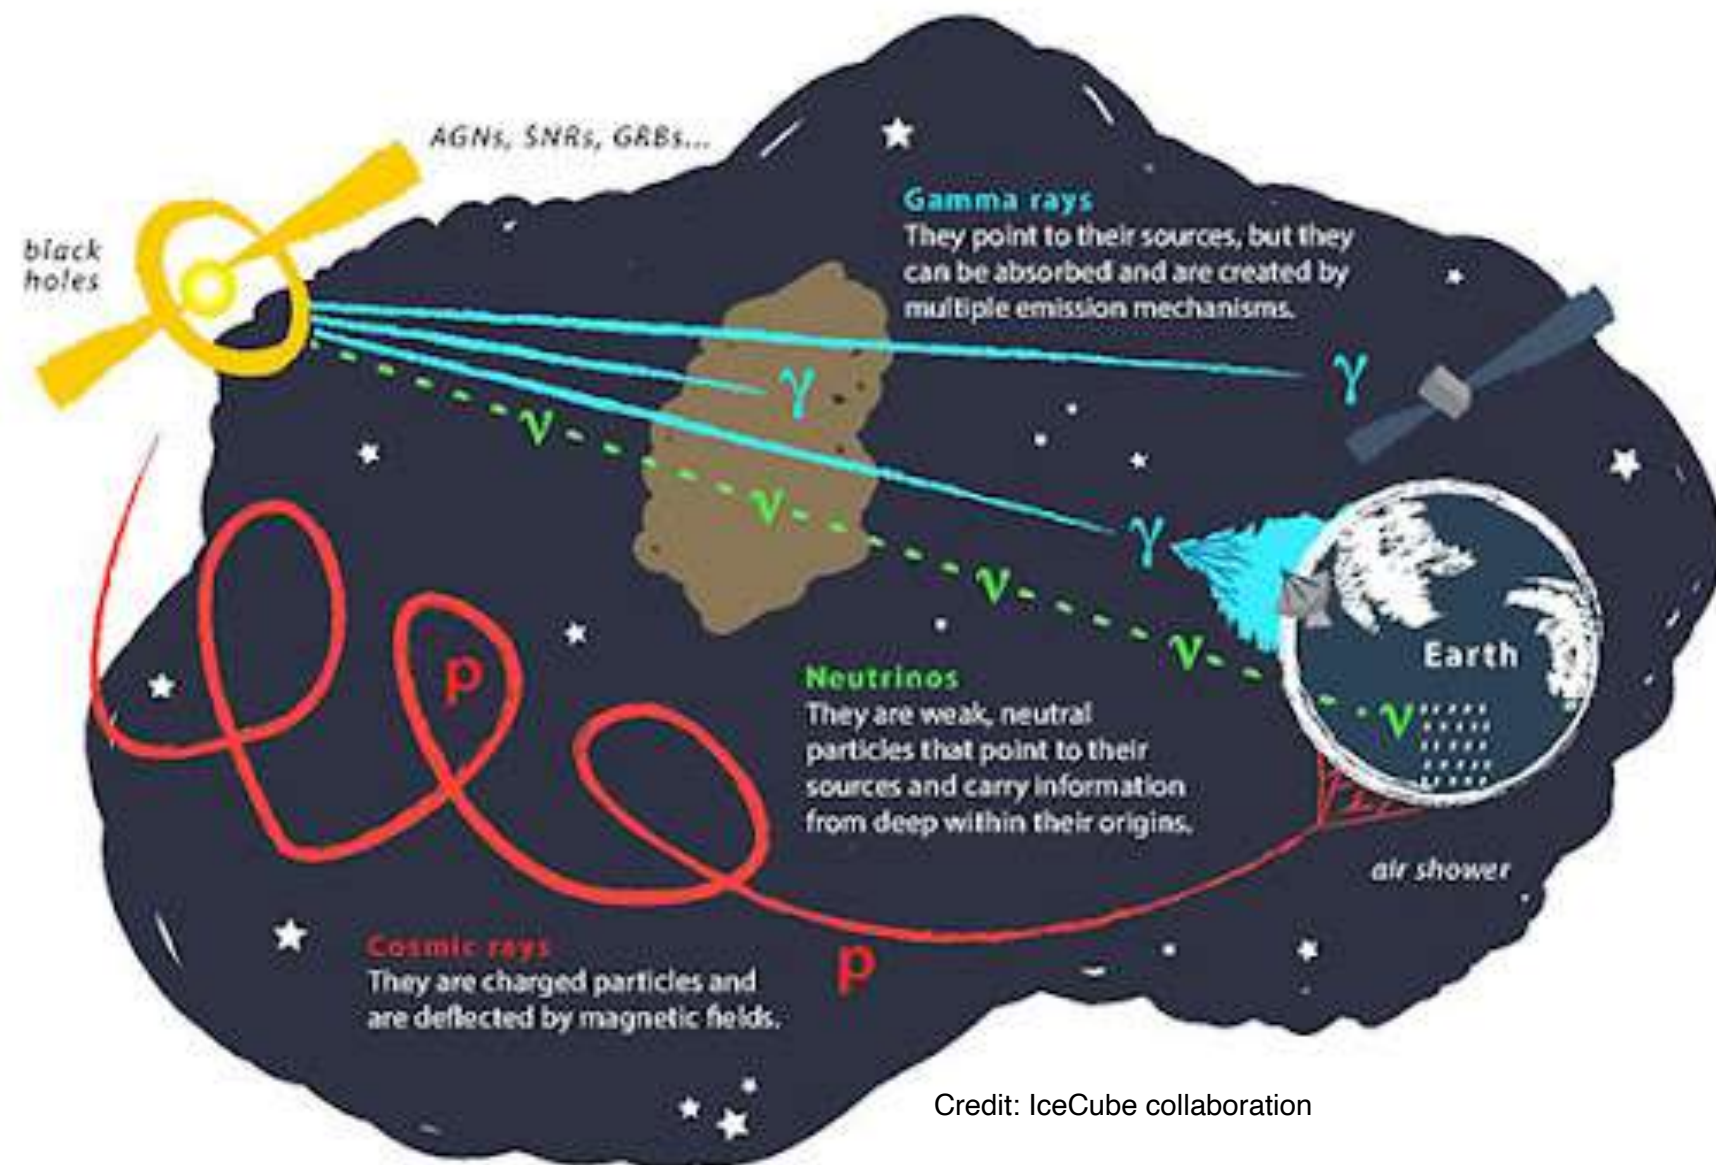 AGNs, SNRs, GRBs...
black
holes
Gamma rays
They point to their sources, but they
can be absorbed and are created by
multiple emission mechanisms.
γ
γ
ν
ν
γ
ν
ν
Earth
ν
p
Neutrinos
They are weak, neutral
particles that point to their
sources and carry information
from deep within their origins.
air shower
p
Cosmic rays
They are charged particles and
are deflected by magnetic fields.
Credit: IceCube collaboration